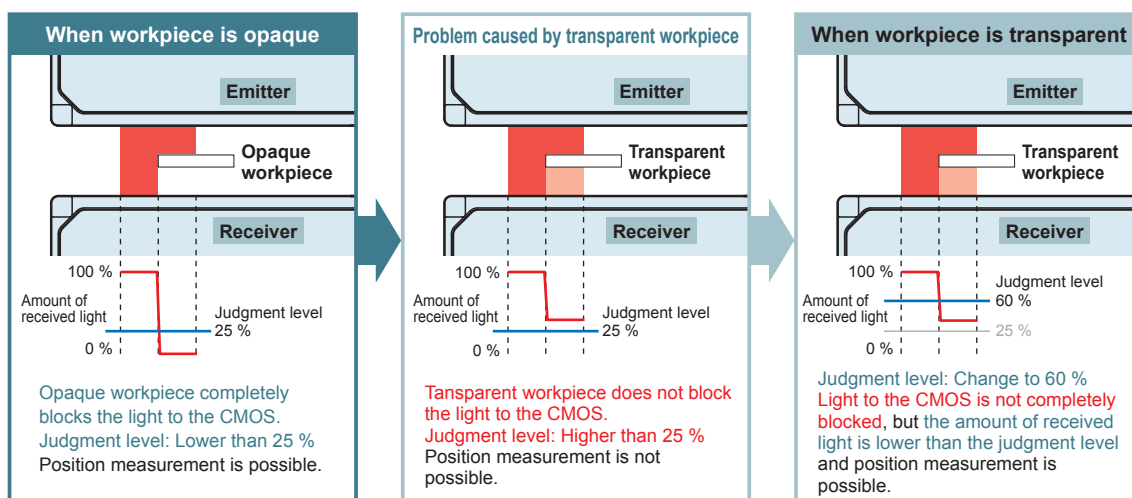 When workpiece is opaque
Emitter
Opaque
workpiece
Receiver
100 %
Amount of
received light
Judgment level
25 %
0 %
Opaque workpiece completely
blocks the light to the CMOS.
Judgment level: Lower than 25 %
Position measurement is possible.
Problem caused by transparent workpiece
Emitter
Transparent
workpiece
Receiver
100 %
Amount of
received light
Judgment level
25 %
0 %
Tansparent workpiece does not block
the light to the CMOS.
Judgment level: Higher than 25 %
Position measurement is not
possible.
When workpiece is transparent
Emitter
Transparent
workpiece
Receiver
100 %
Amount of
received light
Judgment level
60 %
25 %
0 %
Judgment level: Change to 60 %
Light to the CMOS is not completely
blocked, but the amount of received
light is lower than the judgment level
and position measurement is
possible.